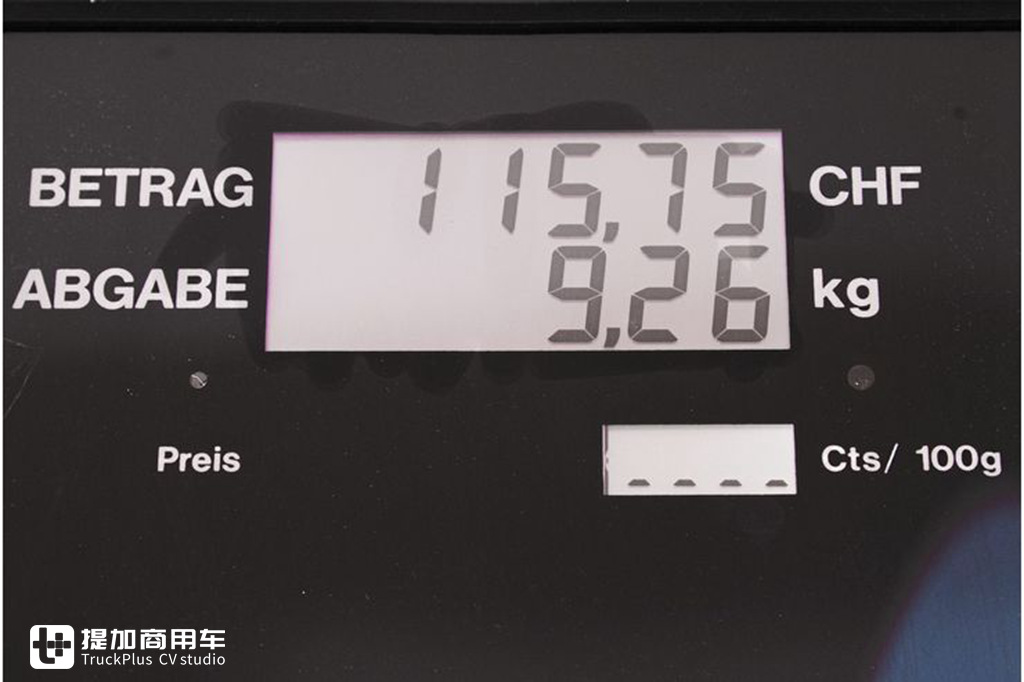 BETRAG 115,75 CHF
ABGABE 9,26 kg
Preis ---- Cts/ 100g
提加商用车
TruckPlus CV studio